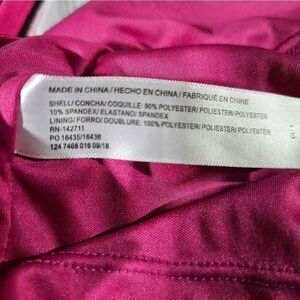 MADE IN CHINA/HECHO EN CHINA/FABRIQUÉ EN CHINE
SHELL/CONCHA/COQUILLE: 90% POLYESTER/POLIESTER/POLYESTER
10% SPANDEX/ELASTANO/SPANDEX
LINING/FORRO/DOUBLURE: 100% POLYESTER/POLIESTER/POLYESTER
RN-142711
PO 16435/16436
124 7468 016 09/18